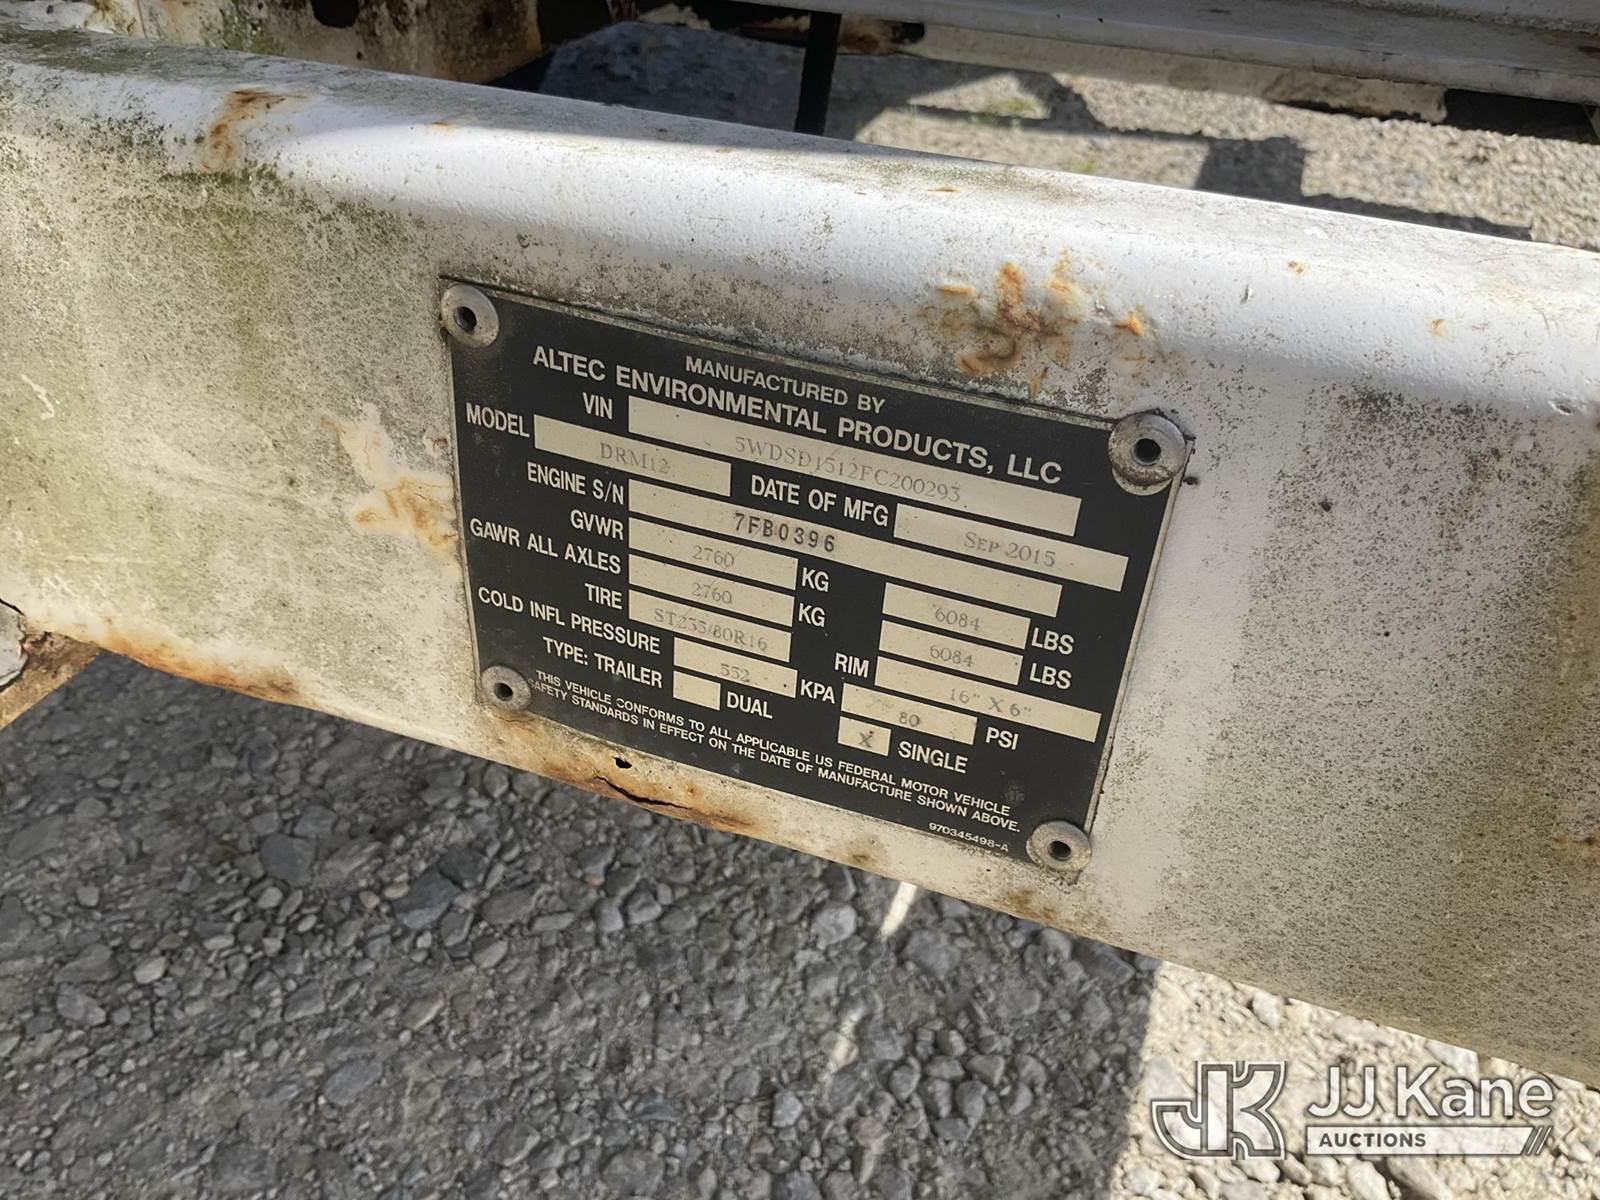 MANUFACTURED BY
ALTEC ENVIRONMENTAL PRODUCTS, LLC
VIN 5WDSD1512FC200293
MODEL DRM12 DATE OF MFG SEP 2015
ENGINE S/N 7FB0396
GVWR 2760 KG 6084 LBS
GAWR ALL AXLES 2760 KG 6084 LBS
TIRE ST235/80R16 RIM 16" X 6"
COLD INFL PRESSURE 552 KPA 80 PSI
TYPE: TRAILER DUAL X SINGLE
THIS VEHICLE CONFORMS TO ALL APPLICABLE US FEDERAL MOTOR VEHICLE
SAFETY STANDARDS IN EFFECT ON THE DATE OF MANUFACTURE SHOWN ABOVE.
970345498-A
JK JJ Kane
AUCTIONS